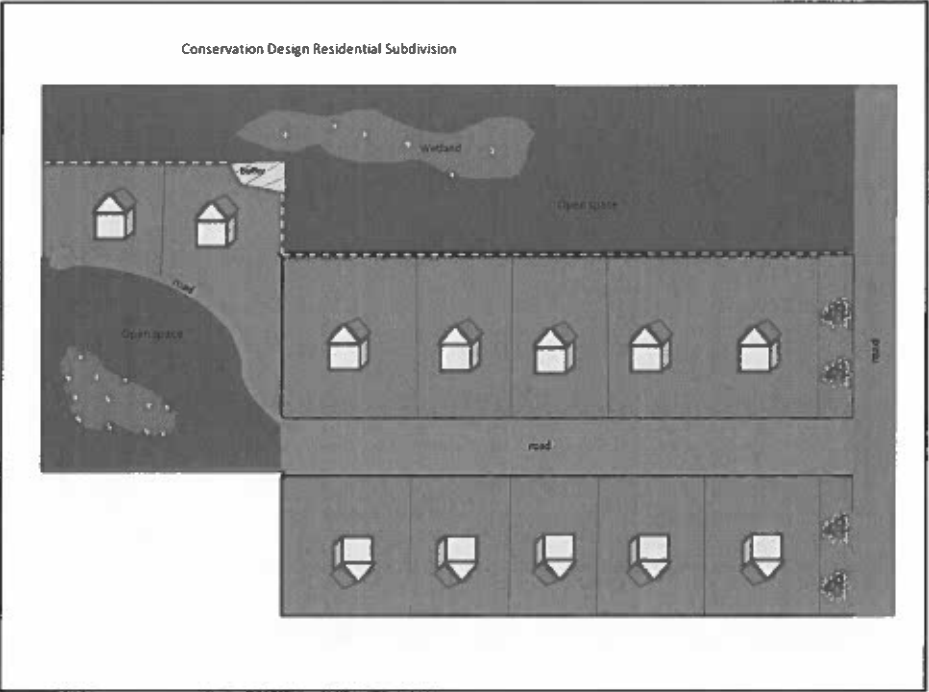 Conservation Design Residential Subdivision
Wetland
Buffer
Open space
road
Open space
road
road